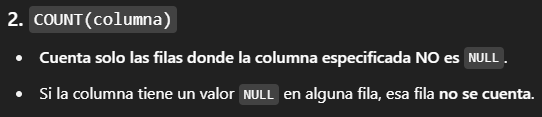 2. COUNT(columna)
• Cuenta solo las filas donde la columna especificada NO es NULL.
• Si la columna tiene un valor NULL en alguna fila, esa fila no se cuenta.